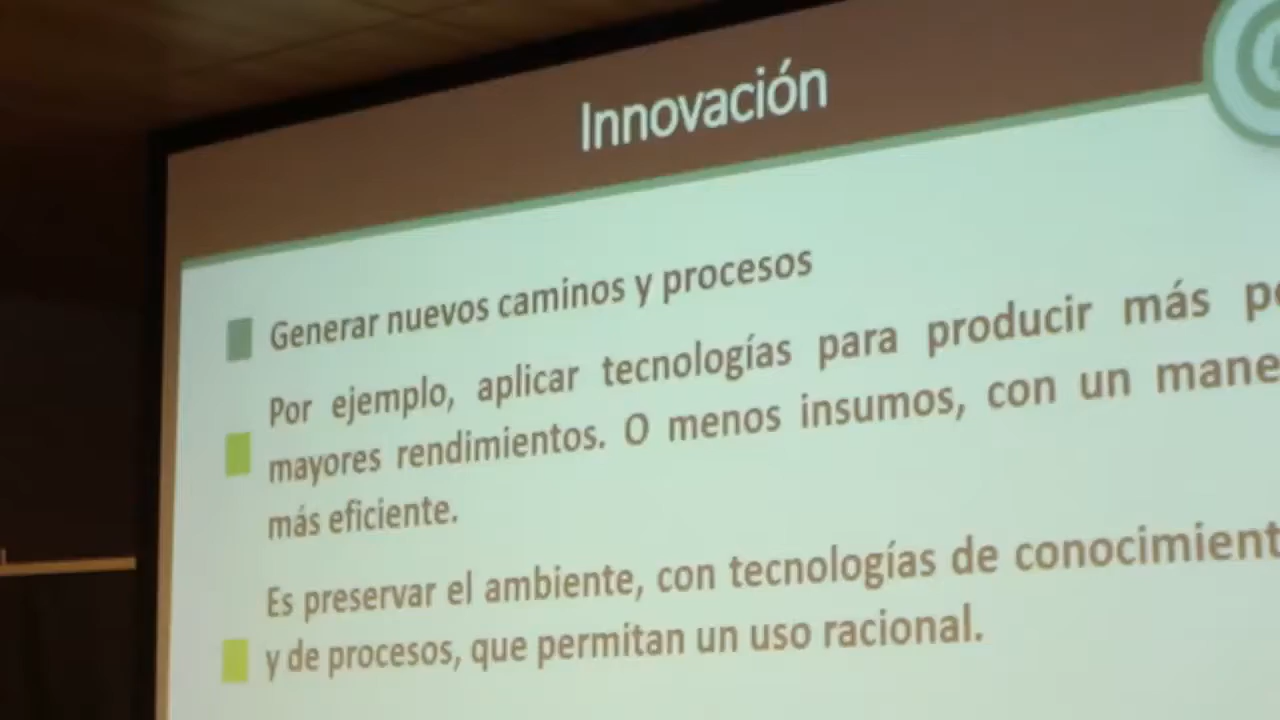 Innovación
Generar nuevos caminos y procesos
Por ejemplo, aplicar tecnologías para producir más
mayores rendimientos. O menos insumos, con un
más eficiente.
Es preservar el ambiente, con tecnologías de
y de procesos, que permitan un uso racional.